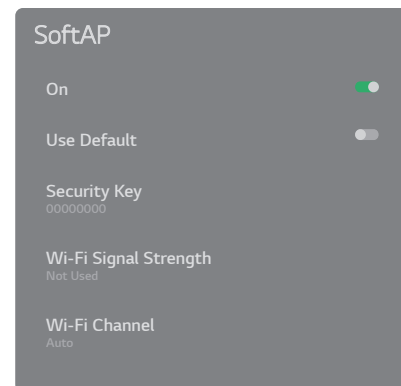 SoftAP
On
Use Default
Security Key
00000000
Wi-Fi Signal Strength
Not Used
Wi-Fi Channel
Auto